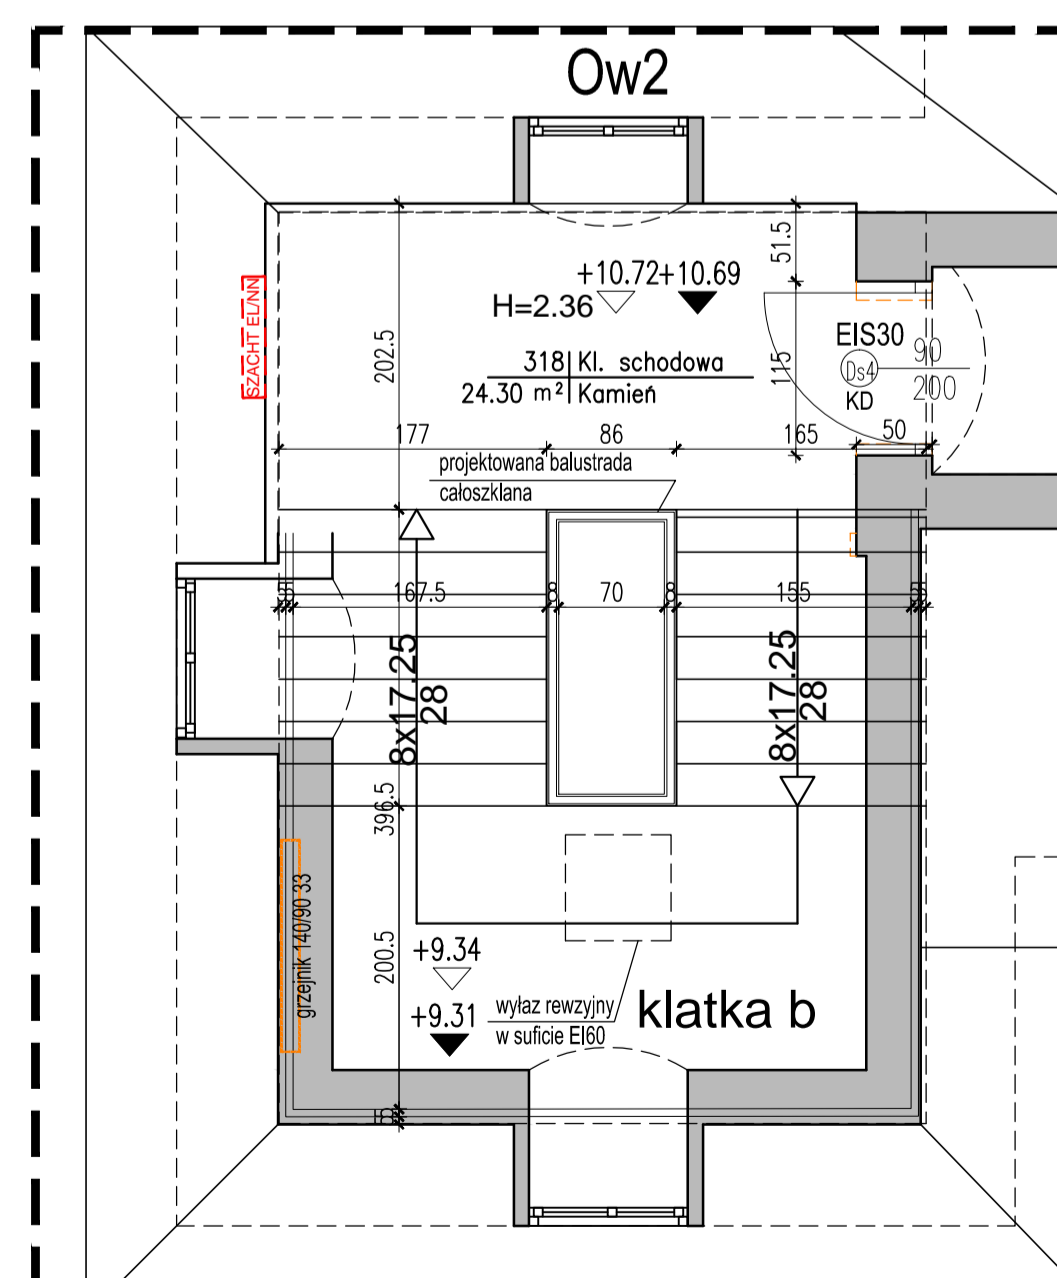 Ow2
51.5
+10.72
+10.69
H=2.36
SZACHT EL/NN
202.5
EIS30
90
Ds4
200
KD
115
318 Kl. schodowa
24.30 m² Kamień
177
86
165
50
projektowana balustrada
całoszklana
167.5
8
70
8
155
8x17.25
28
8x17.25
28
396.5
grzejnik 140/90 33
200.5
+9.34
+9.31
wyłaz rewzyjny
w suficie EI60
klatka b